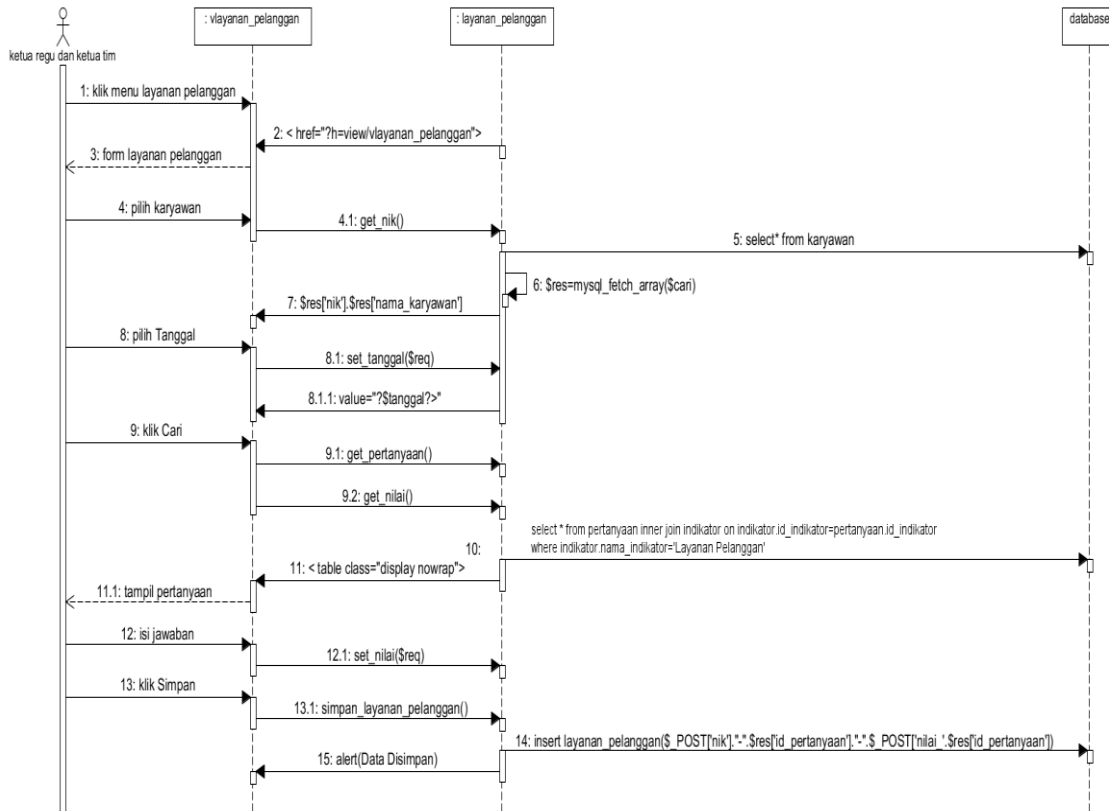 : vlayanan_pelanggan
: layanan_pelanggan
database
ketua regu dan ketua tim
1: klik menu layanan pelanggan
2: < href="?h=view/vlayanan_pelanggan">
3: form layanan pelanggan
4: pilih karyawan
4.1: get_nik()
5: select* from karyawan
6: $res=mysql_fetch_array($cari)
7: $res['nik'].$res['nama_karyawan']
8: pilih Tanggal
8.1: set_tanggal($req)
8.1.1: value="?$tanggal?>"
9: klik Cari
9.1: get_pertanyaan()
9.2: get_nilai()
select * from pertanyaan inner join indikator on indikator.id_indikator=pertanyaan.id_indikator
where indikator.nama_indikator='Layanan Pelanggan'
10:
11: < table class="display nowrap">
11.1: tampil pertanyaan
12: isi jawaban
12.1: set_nilai($req)
13: klik Simpan
13.1: simpan_layanan_pelanggan()
14: insert layanan_pelanggan($_POST['nik']."-".$res['id_pertanyaan']."-".$_POST['nilai_'.$res['id_pertanyaan'])
15: alert(Data Disimpan)